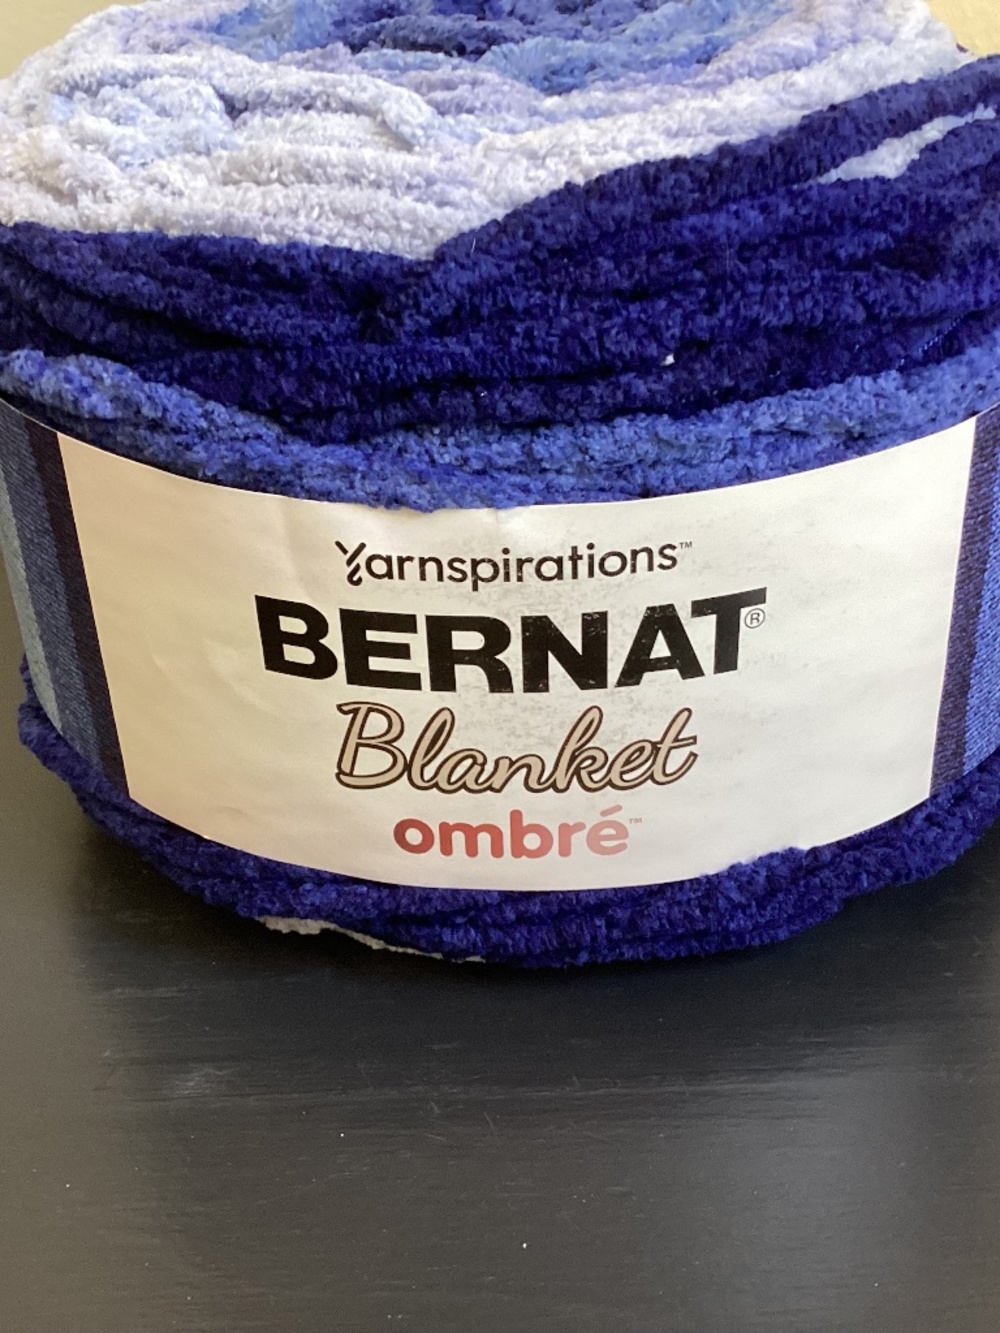 Yarnspirations™
BERNAT®
Blanket
ombré™